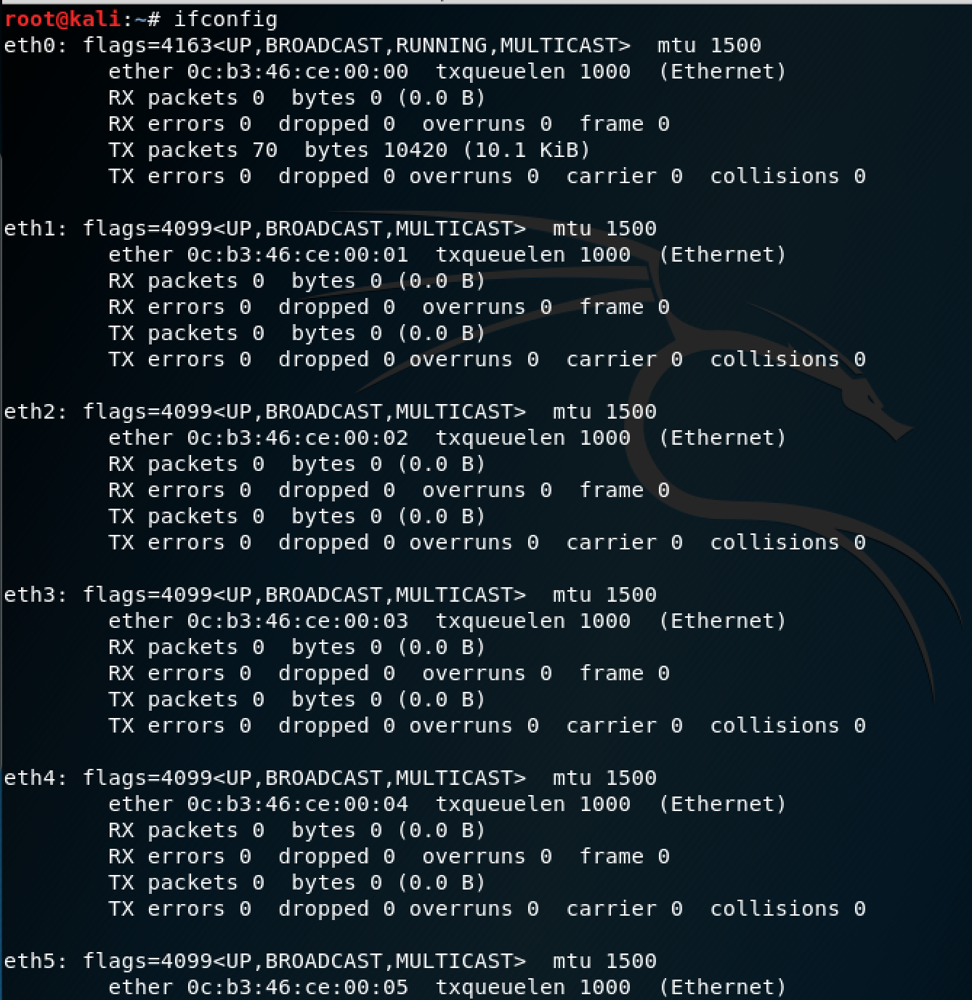 root@kali:~# ifconfig
eth0: flags=4163<UP,BROADCAST,RUNNING,MULTICAST>  mtu 1500
        ether 0c:b3:46:ce:00:00  txqueuelen 1000  (Ethernet)
        RX packets 0  bytes 0 (0.0 B)
        RX errors 0  dropped 0  overruns 0  frame 0
        TX packets 70  bytes 10420 (10.1 KiB)
        TX errors 0  dropped 0 overruns 0  carrier 0  collisions 0

eth1: flags=4099<UP,BROADCAST,MULTICAST>  mtu 1500
        ether 0c:b3:46:ce:00:01  txqueuelen 1000  (Ethernet)
        RX packets 0  bytes 0 (0.0 B)
        RX errors 0  dropped 0  overruns 0  frame 0
        TX packets 0  bytes 0 (0.0 B)
        TX errors 0  dropped 0 overruns 0  carrier 0  collisions 0

eth2: flags=4099<UP,BROADCAST,MULTICAST>  mtu 1500
        ether 0c:b3:46:ce:00:02  txqueuelen 1000  (Ethernet)
        RX packets 0  bytes 0 (0.0 B)
        RX errors 0  dropped 0  overruns 0  frame 0
        TX packets 0  bytes 0 (0.0 B)
        TX errors 0  dropped 0 overruns 0  carrier 0  collisions 0

eth3: flags=4099<UP,BROADCAST,MULTICAST>  mtu 1500
        ether 0c:b3:46:ce:00:03  txqueuelen 1000  (Ethernet)
        RX packets 0  bytes 0 (0.0 B)
        RX errors 0  dropped 0  overruns 0  frame 0
        TX packets 0  bytes 0 (0.0 B)
        TX errors 0  dropped 0 overruns 0  carrier 0  collisions 0

eth4: flags=4099<UP,BROADCAST,MULTICAST>  mtu 1500
        ether 0c:b3:46:ce:00:04  txqueuelen 1000  (Ethernet)
        RX packets 0  bytes 0 (0.0 B)
        RX errors 0  dropped 0  overruns 0  frame 0
        TX packets 0  bytes 0 (0.0 B)
        TX errors 0  dropped 0 overruns 0  carrier 0  collisions 0

eth5: flags=4099<UP,BROADCAST,MULTICAST>  mtu 1500
        ether 0c:b3:46:ce:00:05  txqueuelen 1000  (Ethernet)